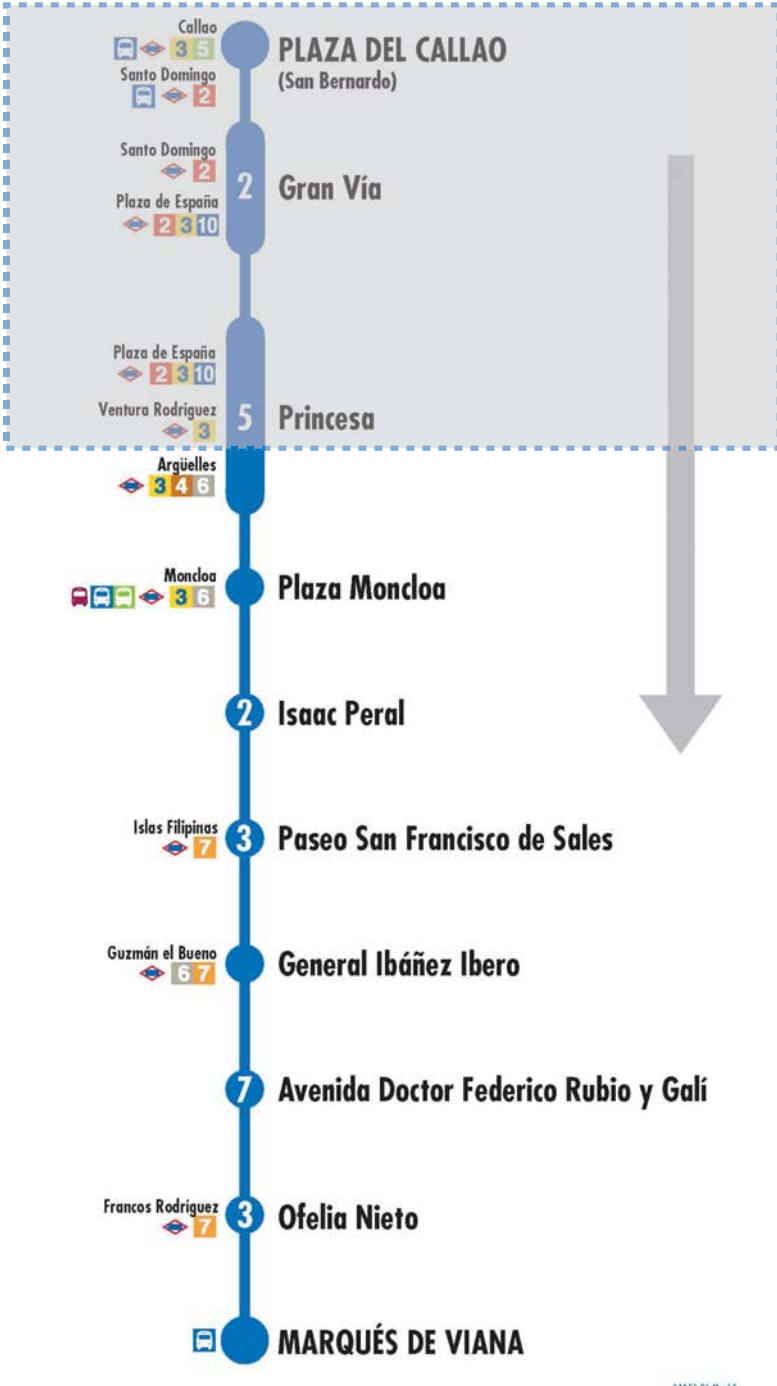 Callao
3 5
PLAZA DEL CALLAO
(San Bernardo)
Santo Domingo
2
Santo Domingo
2
2
Gran Vía
Plaza de España
2 3 10
Plaza de España
2 3 10
Ventura Rodríguez
3
5
Princesa
Argüelles
3 4 6
Moncloa
3 6
Plaza Moncloa
2
Isaac Peral
Islas Filipinas
7
3
Paseo San Francisco de Sales
Guzmán el Bueno
6 7
General Ibáñez Ibero
7
Avenida Doctor Federico Rubio y Galí
Francos Rodríguez
7
3
Ofelia Nieto
MARQUÉS DE VIANA